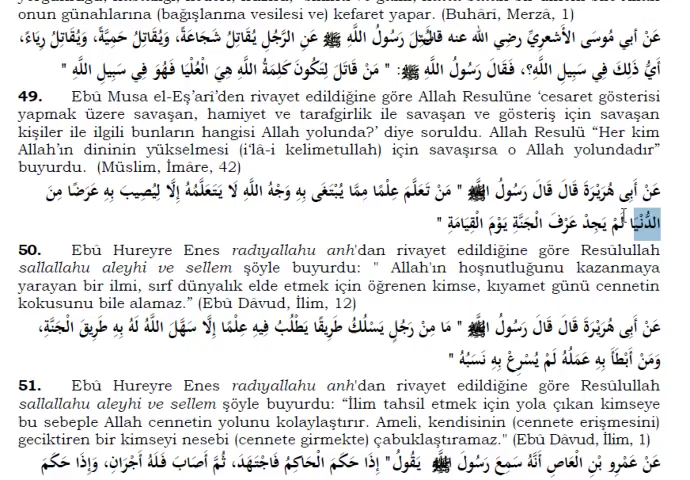 onun günahlarına (bağışlanma vesilesi ve) kefaret yapar. (Buhârî, Merzâ, 1)
عَنْ أَبِي مُوسَى الأَشْعَرِيِّ رضي الله عنه قال سُئِلَ رَسُولُ اللَّهِ ﷺ عَنِ الرَّجُلِ يُقَاتِلُ شَجَاعَةً، وَيُقَاتِلُ حَمِيَّةً، وَيُقَاتِلُ رِيَاءً،
أَيُّ ذَلِكَ فِي سَبِيلِ اللَّهِ؟، فَقَالَ رَسُولُ اللَّهِ ﷺ: " مَنْ قَاتَلَ لِتَكُونَ كَلِمَةُ اللَّهِ هِيَ الْعُلْيَا فَهُوَ فِي سَبِيلِ اللَّهِ "
49. Ebû Musa el-Eş'arî'den rivayet edildiğine göre Allah Resulüne 'cesaret gösterisi
yapmak üzere savaşan, hamiyet ve tarafgirlik ile savaşan ve gösteriş için savaşan
kişiler ile ilgili bunların hangisi Allah yolunda?' diye soruldu. Allah Resulü “Her kim
Allah'ın dininin yükselmesi (i'lâ-i kelimetullah) için savaşırsa o Allah yolundadır”
buyurdu. (Müslim, İmâre, 42)
عَنْ أَبِى هُرَيْرَةَ قَالَ قَالَ رَسُولُ اللَّهِ ﷺ " مَنْ تَعَلَّمَ عِلْمًا مِمَّا يُبْتَغَى بِهِ وَجْهُ اللَّهِ لَا يَتَعَلَّمُهُ إِلَّا لِيُصِيبَ بِهِ عَرَضًا مِنَ
الدُّنْيَا لَمْ يَجِدْ عَرْفَ الْجَنَّةِ يَوْمَ الْقِيَامَةِ "
50. Ebû Hureyre Enes radıyallahu anh'dan rivayet edildiğine göre Resûlullah
sallallahu aleyhi ve sellem şöyle buyurdu: " Allah'ın hoşnutluğunu kazanmaya
yarayan bir ilmi, sırf dünyalık elde etmek için öğrenen kimse, kıyamet günü cennetin
kokusunu bile alamaz.” (Ebû Dâvud, İlim, 12)
عَنْ أَبِى هُرَيْرَةَ قَالَ قَالَ رَسُولُ اللَّهِ ﷺ " مَا مِنْ رَجُلٍ يَسْلُكُ طَرِيقًا يَطْلُبُ فِيهِ عِلْمًا إِلَّا سَهَّلَ اللَّهُ لَهُ بِهِ طَرِيقَ الْجَنَّةِ،
وَمَنْ أَبْطَأَ بِهِ عَمَلُهُ لَمْ يُسْرِعْ بِهِ نَسَبُهُ "
51. Ebû Hureyre Enes radıyallahu anh'dan rivayet edildiğine göre Resûlullah
sallallahu aleyhi ve sellem şöyle buyurdu: “İlim tahsil etmek için yola çıkan kimseye
bu sebeple Allah cennetin yolunu kolaylaştırır. Ameli, kendisinin (cennete erişmesini)
geciktiren bir kimseyi nesebi (cennete girmekte) çabuklaştıramaz." (Ebû Dâvud, İlim, 1)
عَنْ عَمْرِو بْنِ الْعَاصِ أَنَّهُ سَمِعَ رَسُولَ اللَّهِ ﷺ يَقُولُ " إِذَا حَكَمَ الْحَاكِمُ فَاجْتَهَدَ، ثُمَّ أَصَابَ فَلَهُ أَجْرَانِ، وَإِذَا حَكَمَ